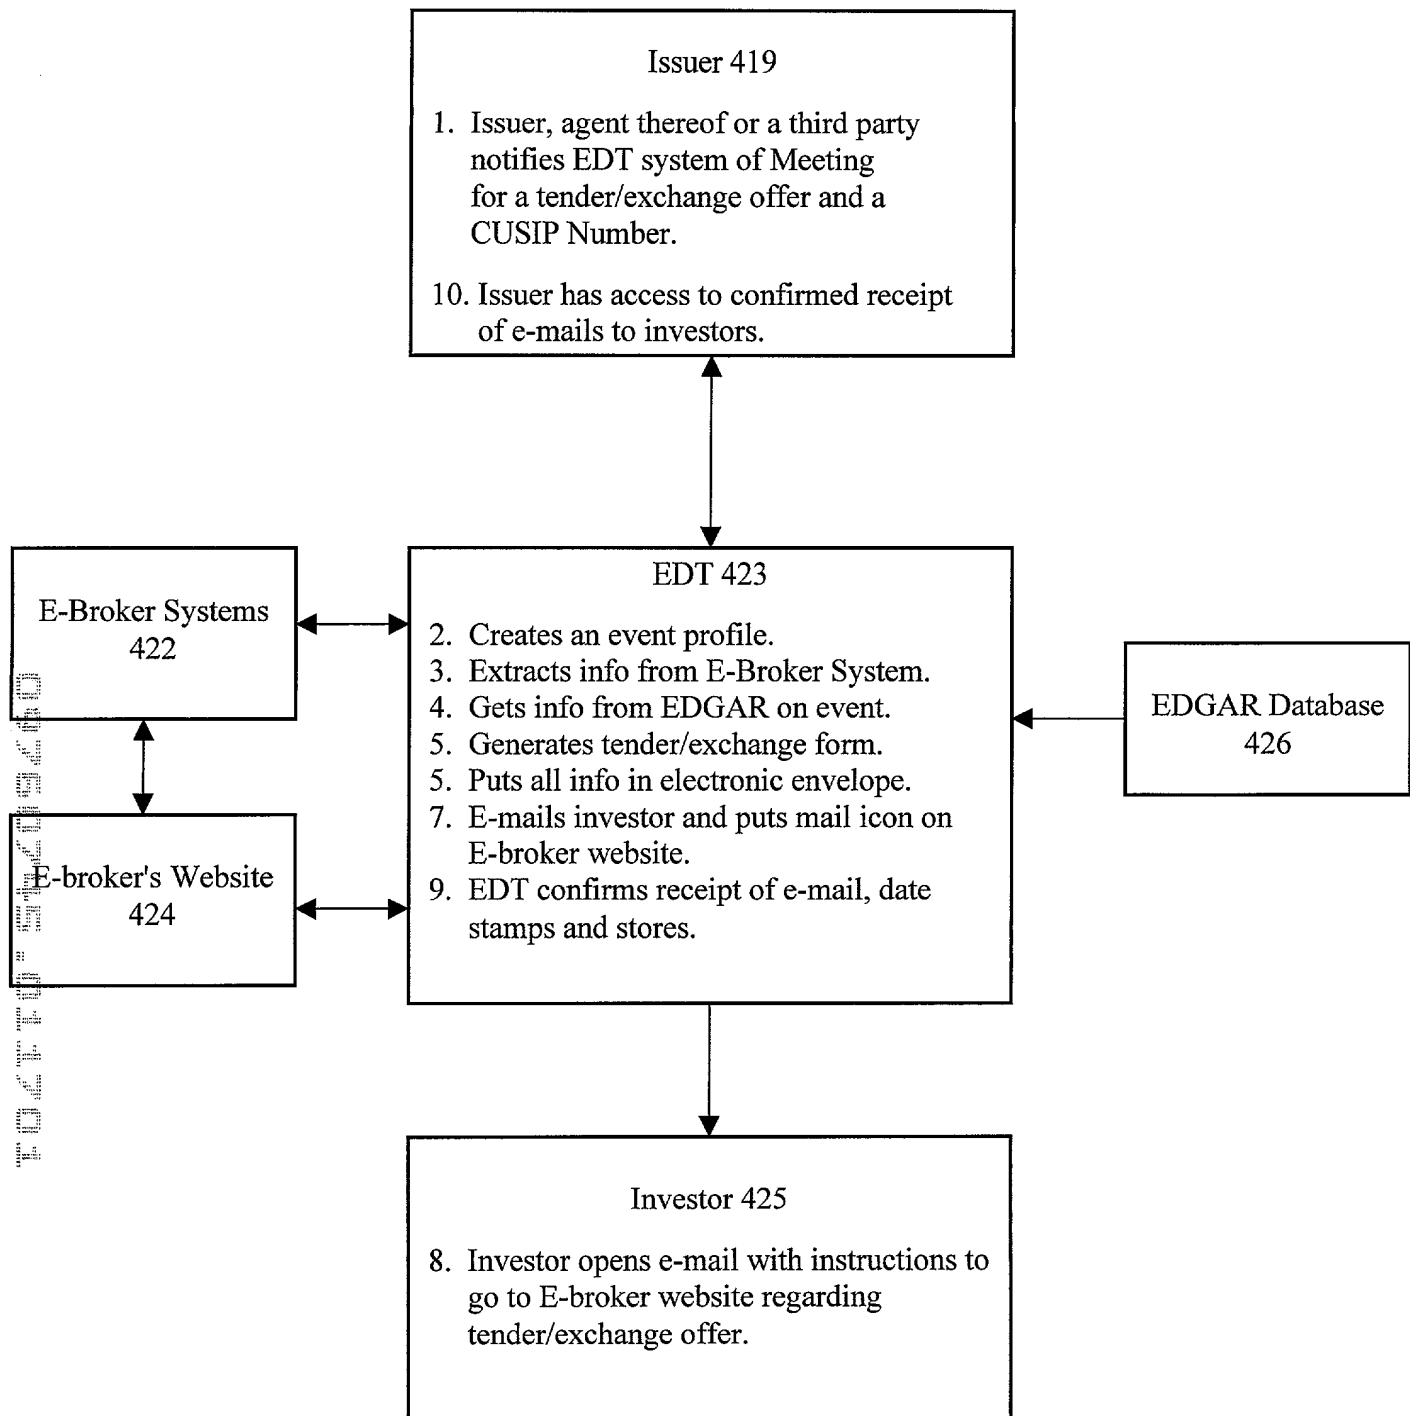 Issuer 419
1. Issuer, agent thereof or a third party
notifies EDT system of Meeting
for a tender/exchange offer and a
CUSIP Number.
10. Issuer has access to confirmed receipt
of e-mails to investors.
E-Broker Systems
422
EDT 423
2. Creates an event profile.
3. Extracts info from E-Broker System.
4. Gets info from EDGAR on event.
5. Generates tender/exchange form.
5. Puts all info in electronic envelope.
7. E-mails investor and puts mail icon on
E-broker website.
9. EDT confirms receipt of e-mail, date
stamps and stores.
EDGAR Database
426
E-broker's Website
424
Investor 425
8. Investor opens e-mail with instructions to
go to E-broker website regarding
tender/exchange offer.